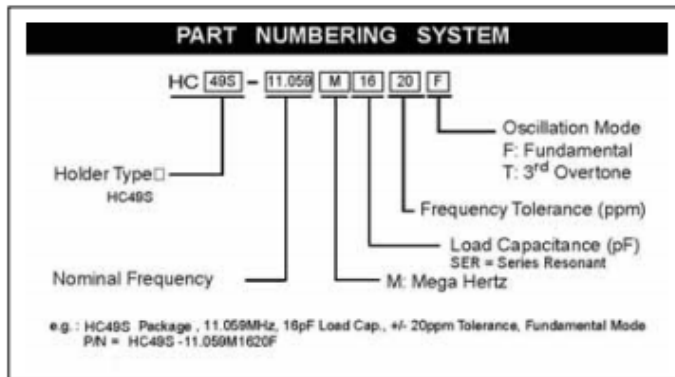 PART NUMBERING SYSTEM
HC 49S - 11.059 M 16 20 F
Oscillation Mode
F: Fundamental
T: 3rd Overtone
Holder Type□
HC49S
Frequency Tolerance (ppm)
Load Capacitance (pF)
SER = Series Resonant
Nominal Frequency
M: Mega Hertz
e.g. : HC49S Package , 11.059MHz, 16pF Load Cap., +/- 20ppm Tolerance, Fundamental Mode
P/N = HC49S -11.059M1620F